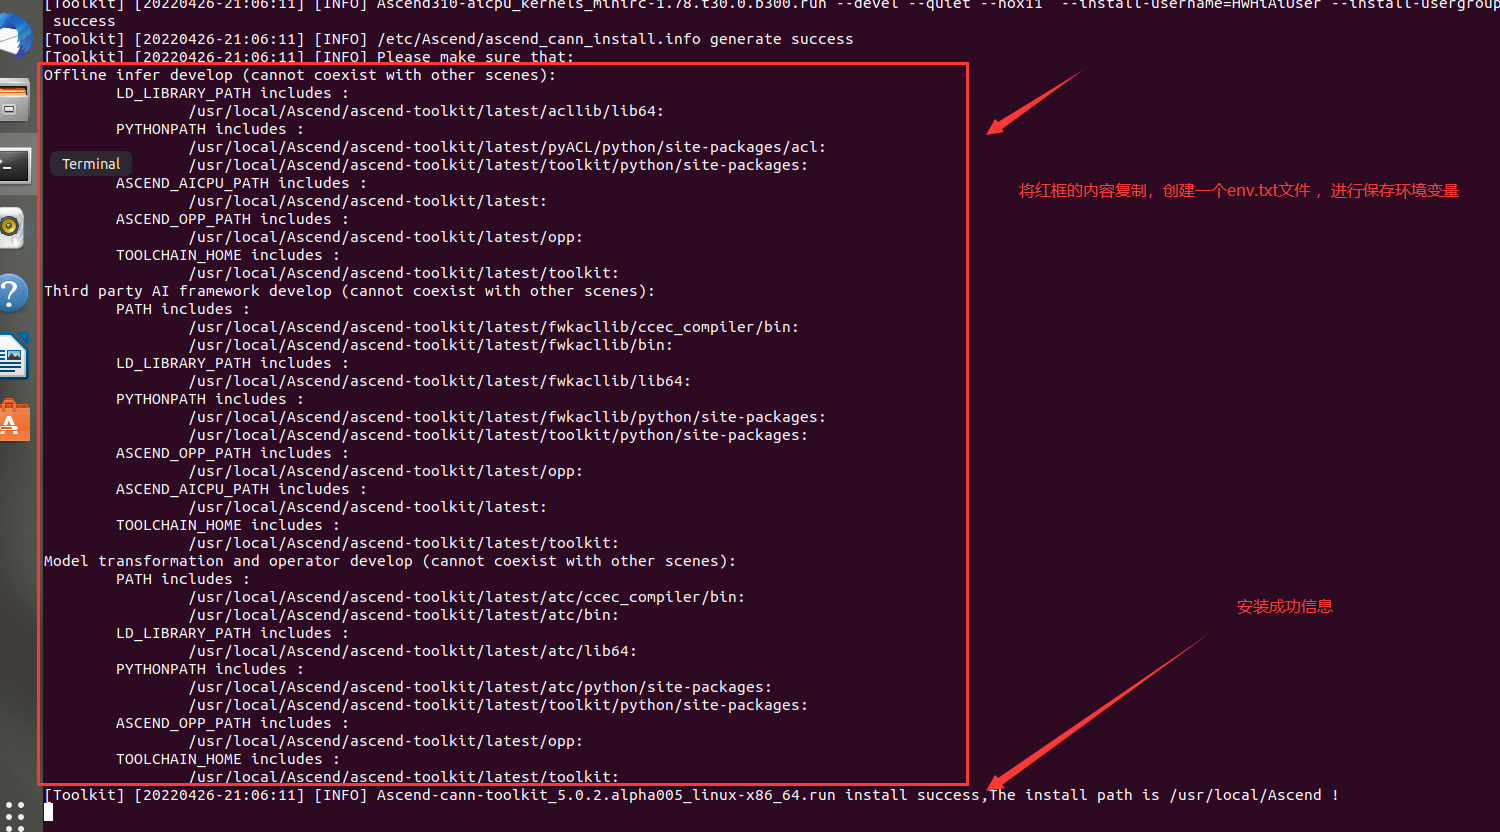 [Toolkit] [20220426-21:06:11] [INFO] Ascend310-aicpu_kernels_minirc-1.78.t30.0.b300.run --devel --quiet --nox11  --install-username=HwHiAiUser --install-usergroup
success
[Toolkit] [20220426-21:06:11] [INFO] /etc/Ascend/ascend_cann_install.info generate success
[Toolkit] [20220426-21:06:11] [INFO] Please make sure that:
Offline infer develop (cannot coexist with other scenes):
LD_LIBRARY_PATH includes :
/usr/local/Ascend/ascend-toolkit/latest/acllib/lib64:
PYTHONPATH includes :
/usr/local/Ascend/ascend-toolkit/latest/pyACL/python/site-packages/acl:
Terminal
/usr/local/Ascend/ascend-toolkit/latest/toolkit/python/site-packages:
ASCEND_AICPU_PATH includes :
将红框的内容复制，创建一个env.txt文件 ，进行保存环境变量
/usr/local/Ascend/ascend-toolkit/latest:
ASCEND_OPP_PATH includes :
/usr/local/Ascend/ascend-toolkit/latest/opp:
TOOLCHAIN_HOME includes :
/usr/local/Ascend/ascend-toolkit/latest/toolkit:
Third party AI framework develop (cannot coexist with other scenes):
PATH includes :
/usr/local/Ascend/ascend-toolkit/latest/fwkacllib/ccec_compiler/bin:
/usr/local/Ascend/ascend-toolkit/latest/fwkacllib/bin:
LD_LIBRARY_PATH includes :
/usr/local/Ascend/ascend-toolkit/latest/fwkacllib/lib64:
PYTHONPATH includes :
/usr/local/Ascend/ascend-toolkit/latest/fwkacllib/python/site-packages:
/usr/local/Ascend/ascend-toolkit/latest/toolkit/python/site-packages:
ASCEND_OPP_PATH includes :
/usr/local/Ascend/ascend-toolkit/latest/opp:
ASCEND_AICPU_PATH includes :
/usr/local/Ascend/ascend-toolkit/latest:
TOOLCHAIN_HOME includes :
/usr/local/Ascend/ascend-toolkit/latest/toolkit:
Model transformation and operator develop (cannot coexist with other scenes):
PATH includes :
/usr/local/Ascend/ascend-toolkit/latest/atc/ccec_compiler/bin:
安装成功信息
/usr/local/Ascend/ascend-toolkit/latest/atc/bin:
LD_LIBRARY_PATH includes :
/usr/local/Ascend/ascend-toolkit/latest/atc/lib64:
PYTHONPATH includes :
/usr/local/Ascend/ascend-toolkit/latest/atc/python/site-packages:
/usr/local/Ascend/ascend-toolkit/latest/toolkit/python/site-packages:
ASCEND_OPP_PATH includes :
/usr/local/Ascend/ascend-toolkit/latest/opp:
TOOLCHAIN_HOME includes :
/usr/local/Ascend/ascend-toolkit/latest/toolkit:
[Toolkit] [20220426-21:06:11] [INFO] Ascend-cann-toolkit_5.0.2.alpha005_linux-x86_64.run install success,The install path is /usr/local/Ascend !